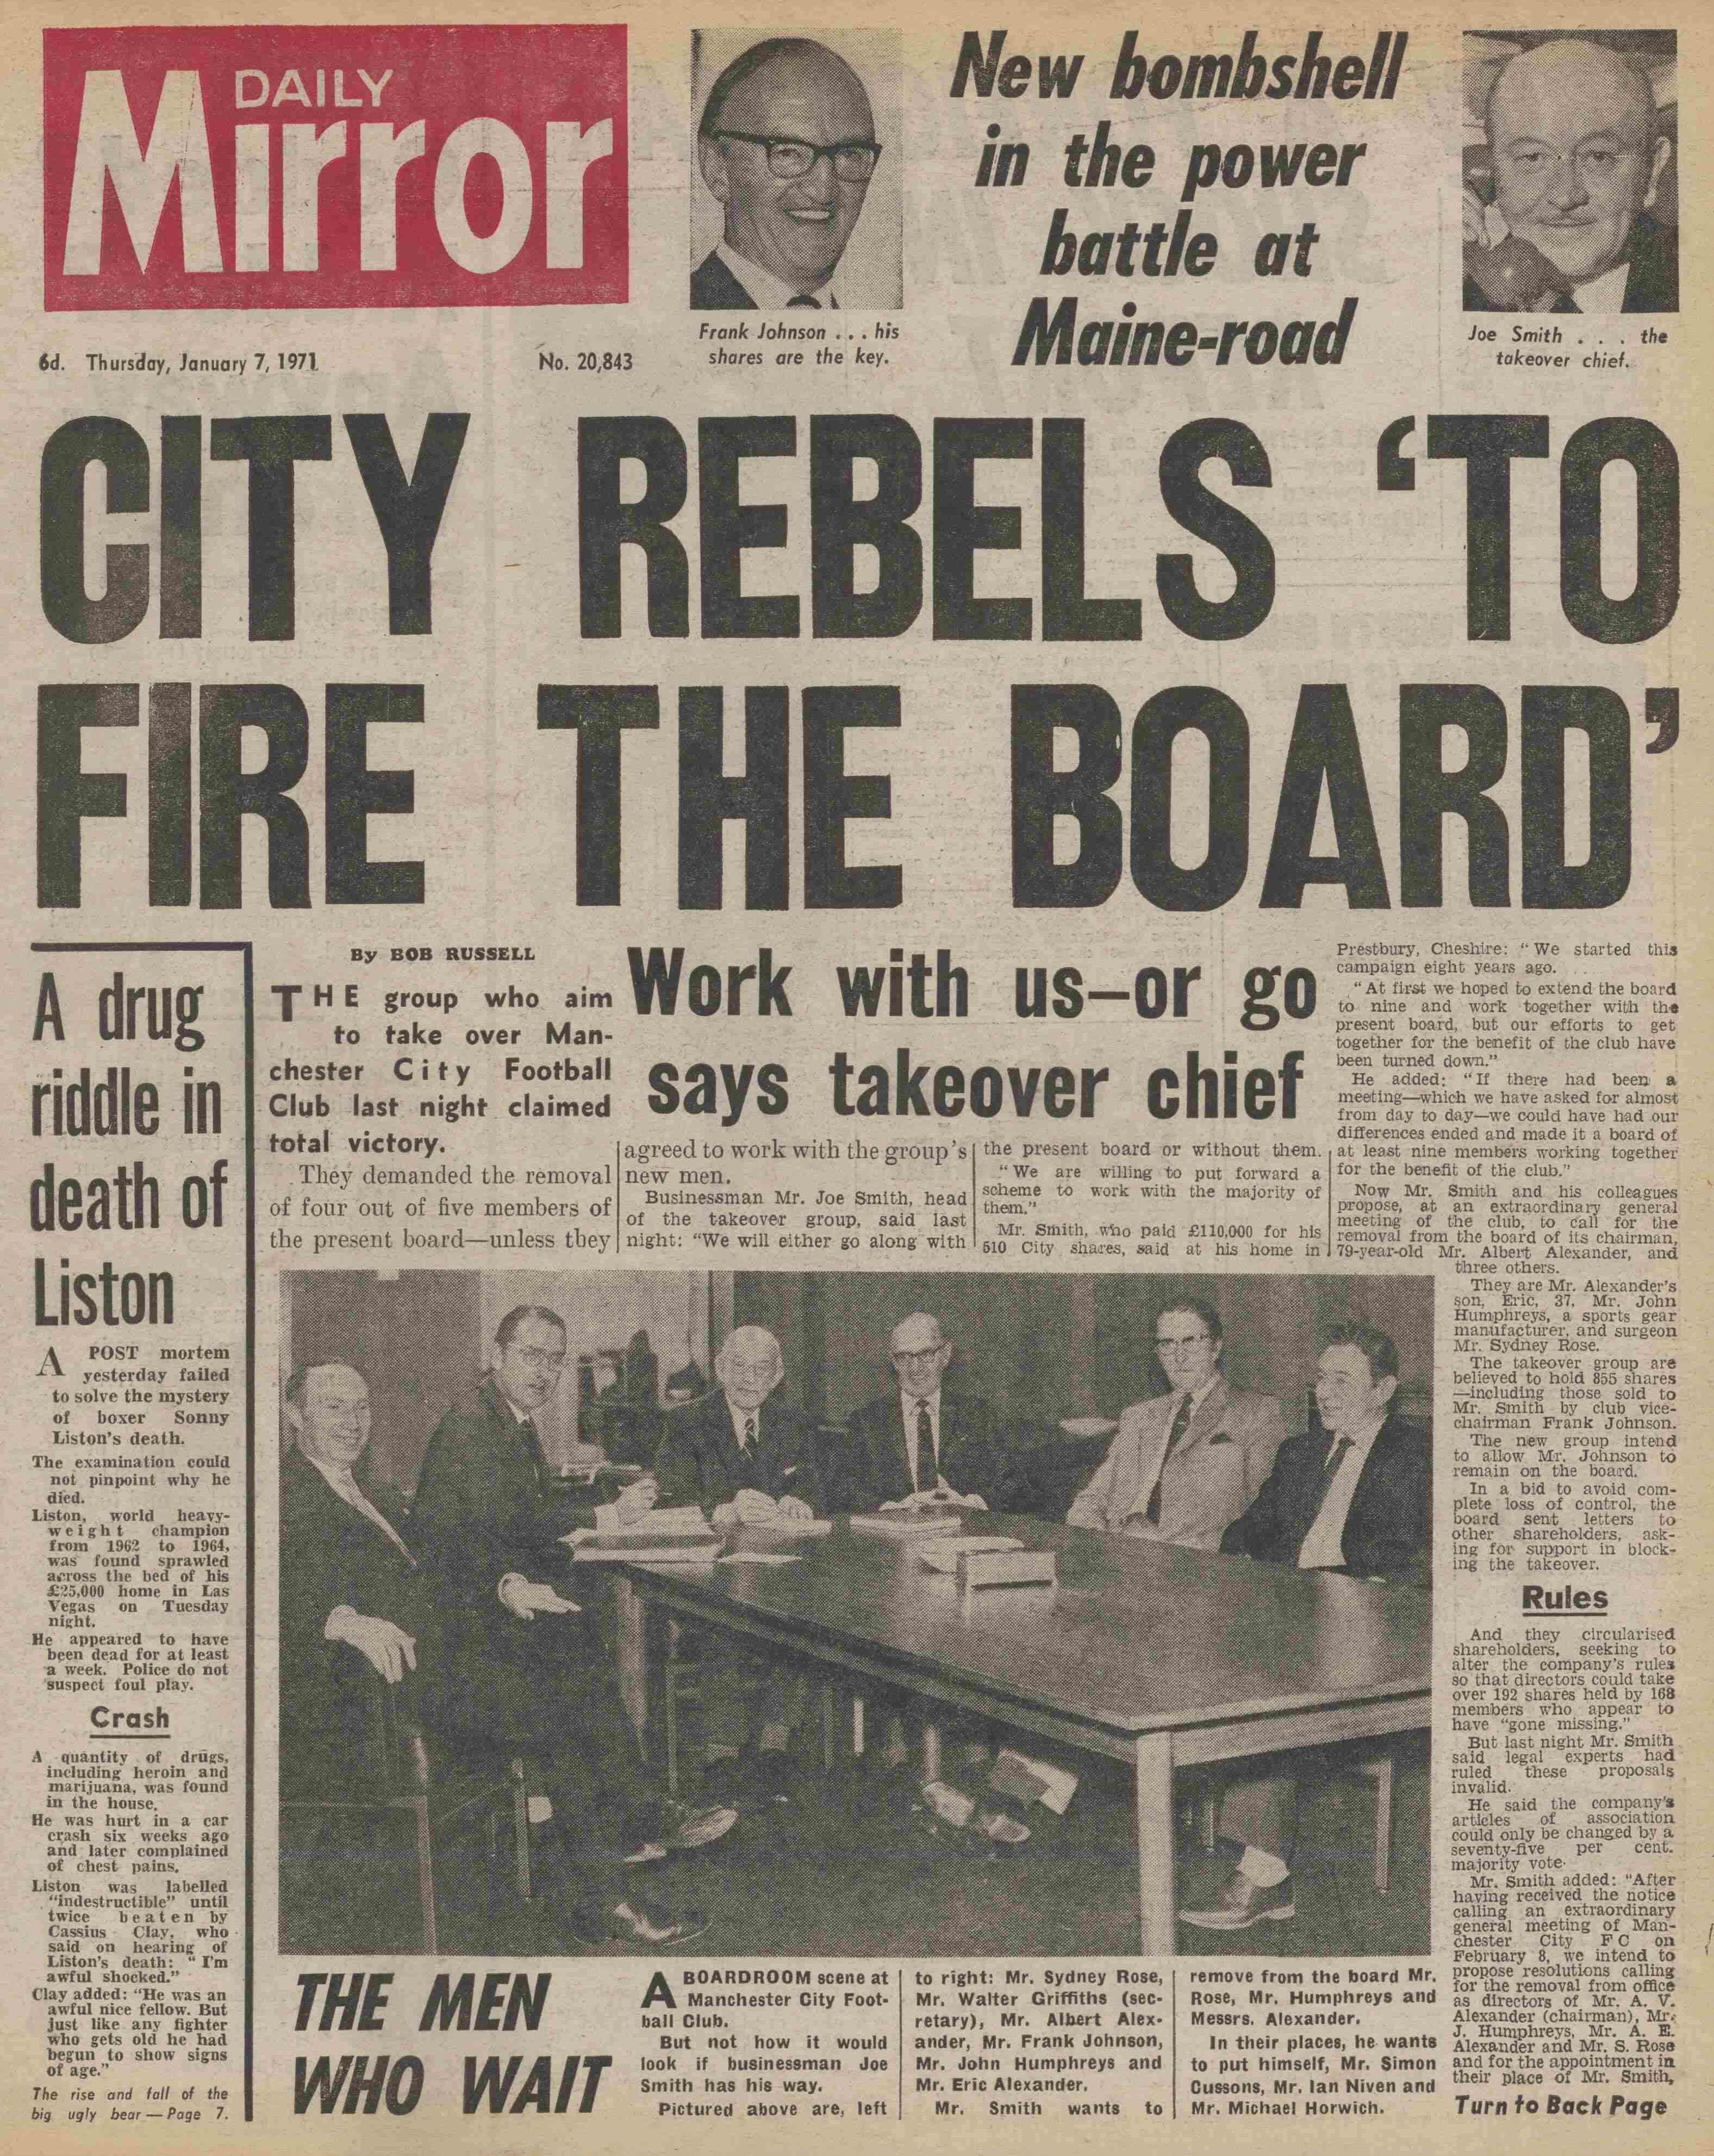 DAILY
Mirror
6d. Thursday, January 7, 1971
No. 20,843
Frank Johnson . . . his
shares are the key.
New bombshell
in the power
battle at
Maine-road
Joe Smith . . . the
takeover chief.
CITY REBELS ‘TO
FIRE THE BOARD’
A drug
riddle in
death of
Liston
A POST mortem
yesterday failed
to solve the mystery
of boxer Sonny
Liston's death.
The examination could
not pinpoint why he
died.
Liston, world heavy-
weight champion
from 1962 to 1964,
was found sprawled
across the bed of his
£25,000 home in Las
Vegas on Tuesday
night.
He appeared to have
been dead for at least
a week. Police do not
suspect foul play.
Crash
A quantity of drugs,
including heroin and
marijuana, was found
in the house.
He was hurt in a car
crash six weeks ago
and later complained
of chest pains.
Liston was labelled
"indestructible" until
twice beaten by
Cassius Clay, who
said on hearing of
Liston's death: "I'm
awful shocked."
Clay added: "He was an
awful nice fellow. But
just like any fighter
who gets old he had
begun to show signs
of age."
The rise and fall of the
big ugly bear — Page 7.
By BOB RUSSELL
THE group who aim
to take over Man-
chester City Football
Club last night claimed
total victory.
They demanded the removal
of four out of five members of
the present board—unless they
Work with us—or go
says takeover chief
agreed to work with the group's
new men.
Businessman Mr. Joe Smith, head
of the takeover group, said last
night: "We will either go along with
the present board or without them.
"We are willing to put forward a
scheme to work with the majority of
them."
Mr. Smith, who paid £110,000 for his
510 City shares, said at his home in
Prestbury, Cheshire: "We started this
campaign eight years ago.
"At first we hoped to extend the board
to nine and work together with the
present board, but our efforts to get
together for the benefit of the club have
been turned down."
He added: "If there had been a
meeting—which we have asked for almost
from day to day—we could have had our
differences ended and made it a board of
at least nine members working together
for the benefit of the club."
Now Mr. Smith and his colleagues
propose, at an extraordinary general
meeting of the club, to call for the
removal from the board of its chairman,
79-year-old Mr. Albert Alexander, and
three others.
They are Mr. Alexander's
son, Eric, 37, Mr. John
Humphreys, a sports gear
manufacturer, and surgeon
Mr. Sydney Rose.
The takeover group are
believed to hold 855 shares
—including those sold to
Mr. Smith by club vice-
chairman Frank Johnson.
The new group intend
to allow Mr. Johnson to
remain on the board.
In a bid to avoid com-
plete loss of control, the
board sent letters to
other shareholders, ask-
ing for support in block-
ing the takeover.
Rules
And they circularised
shareholders, seeking to
alter the company's rules
so that directors could take
over 192 shares held by 168
members who appear to
have "gone missing."
But last night Mr. Smith
said legal experts had
ruled these proposals
invalid.
He said the company's
articles of association
could only be changed by a
seventy-five per cent.
majority vote.
Mr. Smith added: "After
having received the notice
calling an extraordinary
general meeting of Man-
chester City FC on
February 8, we intend to
propose resolutions calling
for the removal from office
as directors of Mr. A. V.
Alexander (chairman), Mr.
J. Humphreys, Mr. A. E.
Alexander and Mr. S. Rose
and for the appointment in
their place of Mr. Smith,
Turn to Back Page
THE MEN
WHO WAIT
A BOARDROOM scene at
Manchester City Foot-
ball Club.
But not how it would
look if businessman Joe
Smith has his way.
Pictured above are, left
to right: Mr. Sydney Rose,
Mr. Walter Griffiths (sec-
retary), Mr. Albert Alex-
ander, Mr. Frank Johnson,
Mr. John Humphreys and
Mr. Eric Alexander.
Mr. Smith wants to
remove from the board Mr.
Rose, Mr. Humphreys and
Messrs. Alexander.
In their places, he wants
to put himself, Mr. Simon
Cussons, Mr. Ian Niven and
Mr. Michael Horwich.